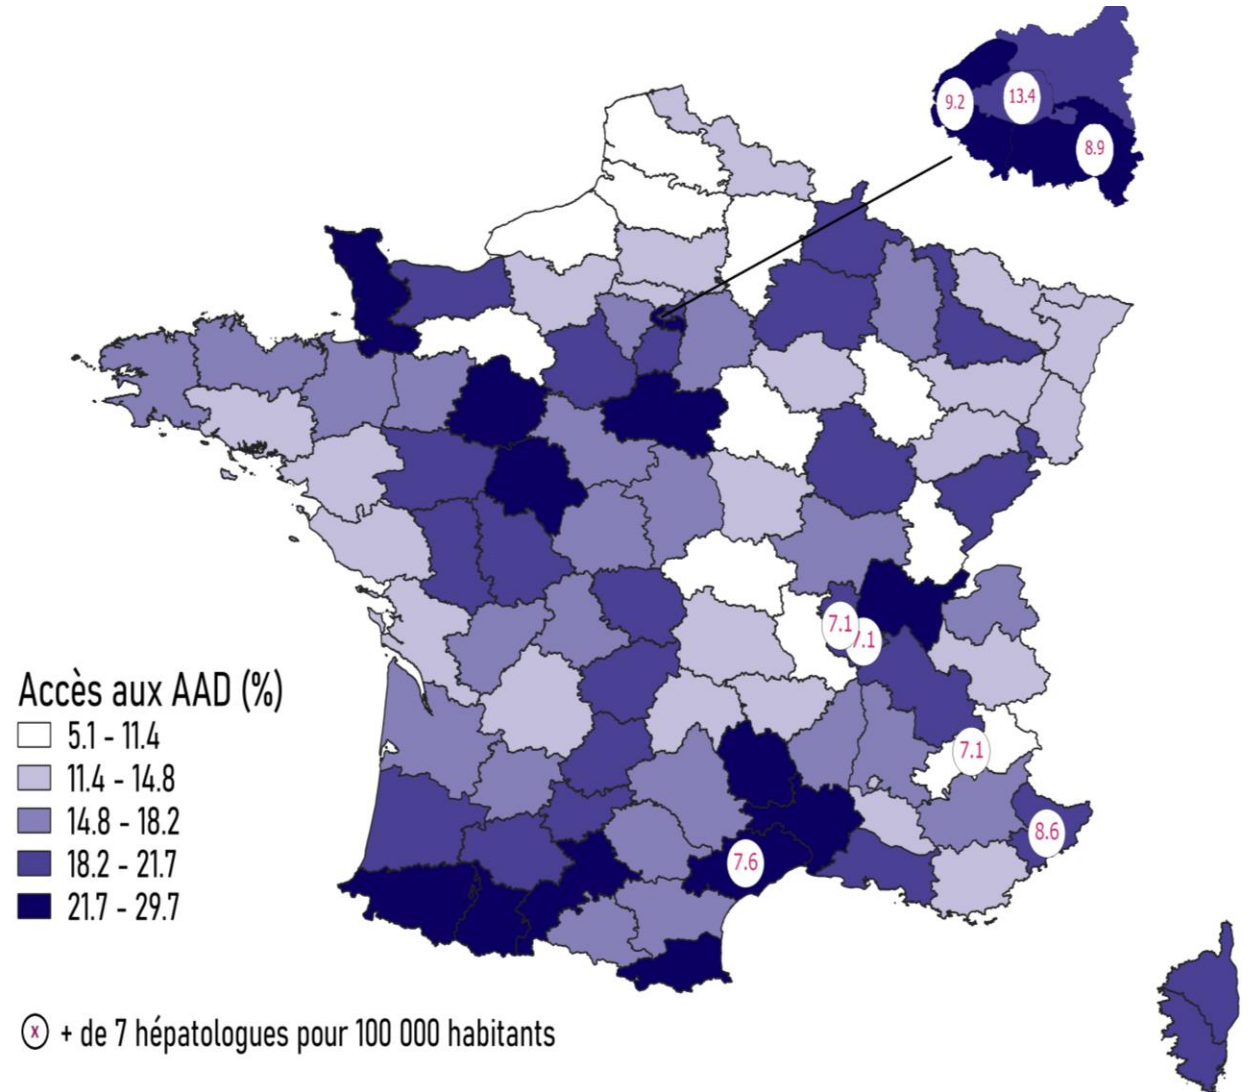 9.2
13.4
8.9
Accès aux AAD (%)
5.1 - 11.4
11.4 - 14.8
14.8 - 18.2
18.2 - 21.7
21.7 - 29.7
7.1
7.1
7.1
8.6
7.6
x + de 7 hépatologues pour 100 000 habitants